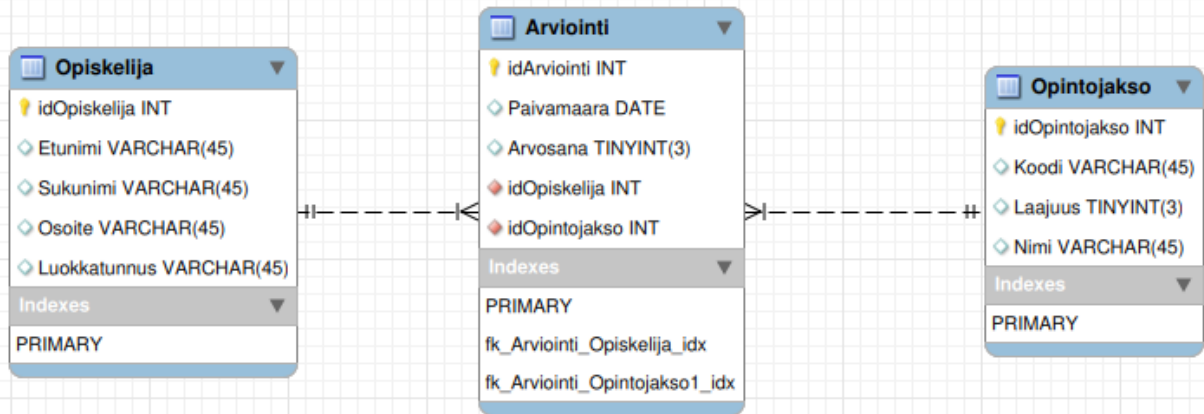 Opiskelija
idOpiskelija INT
Etunimi VARCHAR(45)
Sukunimi VARCHAR(45)
Osoite VARCHAR(45)
Luokkatunnus VARCHAR(45)
Indexes
PRIMARY
Arviointi
idArviointi INT
Paivamaara DATE
Arvosana TINYINT(3)
idOpiskelija INT
idOpintojakso INT
Indexes
PRIMARY
fk_Arviointi_Opiskelija_idx
fk_Arviointi_Opintojakso1_idx
Opintojakso
idOpintojakso INT
Koodi VARCHAR(45)
Laajuus TINYINT(3)
Nimi VARCHAR(45)
Indexes
PRIMARY